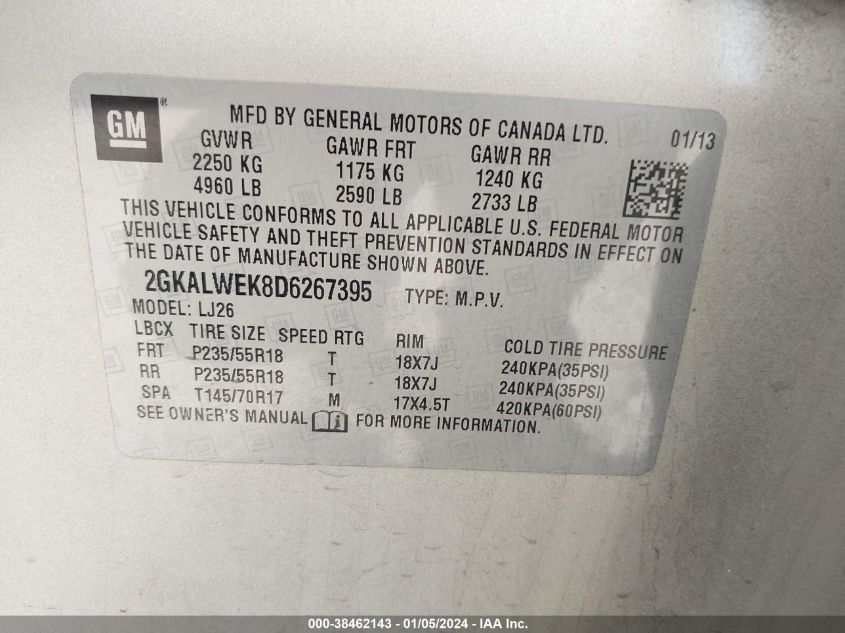 GM ®
MFD BY GENERAL MOTORS OF CANADA LTD. 01/13
GVWR GAWR FRT GAWR RR
2250 KG 1175 KG 1240 KG
4960 LB 2590 LB 2733 LB
THIS VEHICLE CONFORMS TO ALL APPLICABLE U.S. FEDERAL MOTOR
VEHICLE SAFETY AND THEFT PREVENTION STANDARDS IN EFFECT ON
THE DATE OF MANUFACTURE SHOWN ABOVE.
2GKALWEK8D6267395 TYPE: M.P.V.
MODEL: LJ26
LBCX TIRE SIZE SPEED RTG RIM COLD TIRE PRESSURE
FRT P235/55R18 T 18X7J 240KPA(35PSI)
RR P235/55R18 T 18X7J 240KPA(35PSI)
SPA T145/70R17 M 17X4.5T 420KPA(60PSI)
SEE OWNER'S MANUAL FOR MORE INFORMATION.
000-38462143 - 01/05/2024 - IAA Inc.